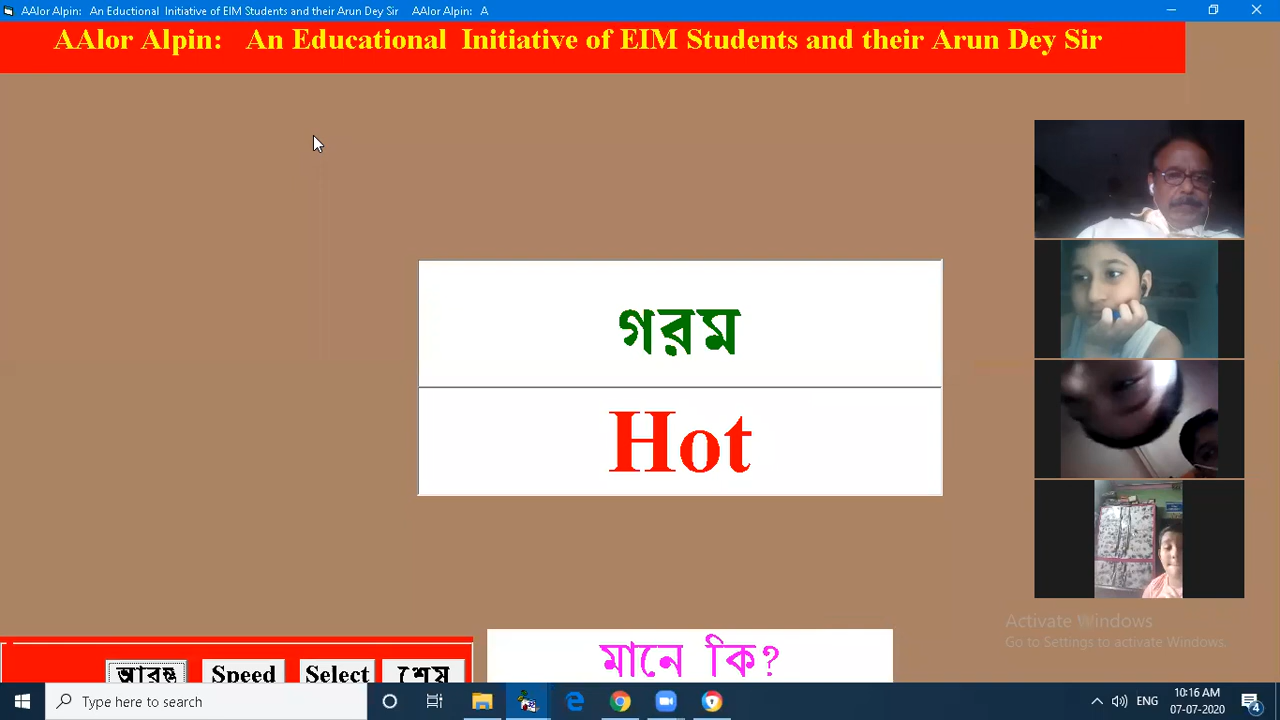 AAlor Alpin: An Eductional Initiative of EIM Students and their Arun Dey Sir AAlor Alpin: A
AAlor Alpin: An Educational Initiative of EIM Students and their Arun Dey Sir
গরম
Hot
Activate Windows
Go to Settings to activate Windows.
মানে কি?
আরম্ভ Speed Select শেষ
Type here to search
ENG
10:16 AM
07-07-2020
4